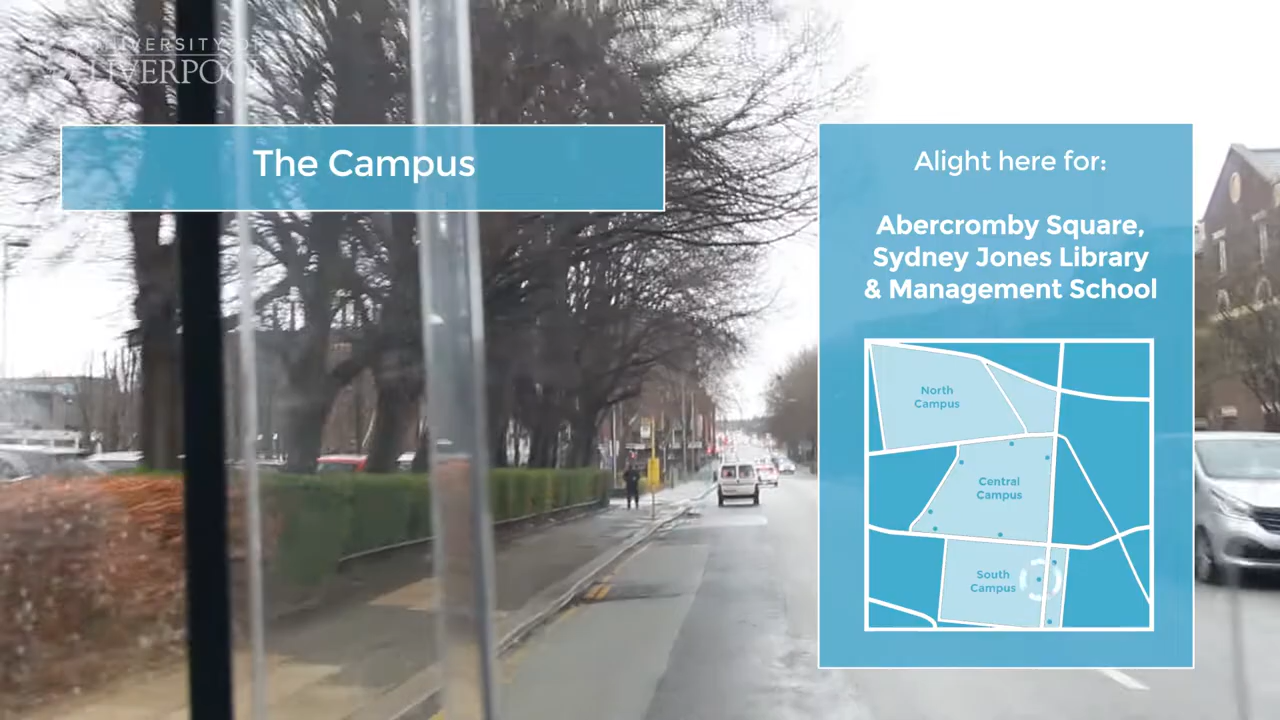 UNIVERSITY OF
LIVERPOOL
The Campus
Alight here for:
Abercromby Square,
Sydney Jones Library
& Management School
North
Campus
Central
Campus
South
Campus